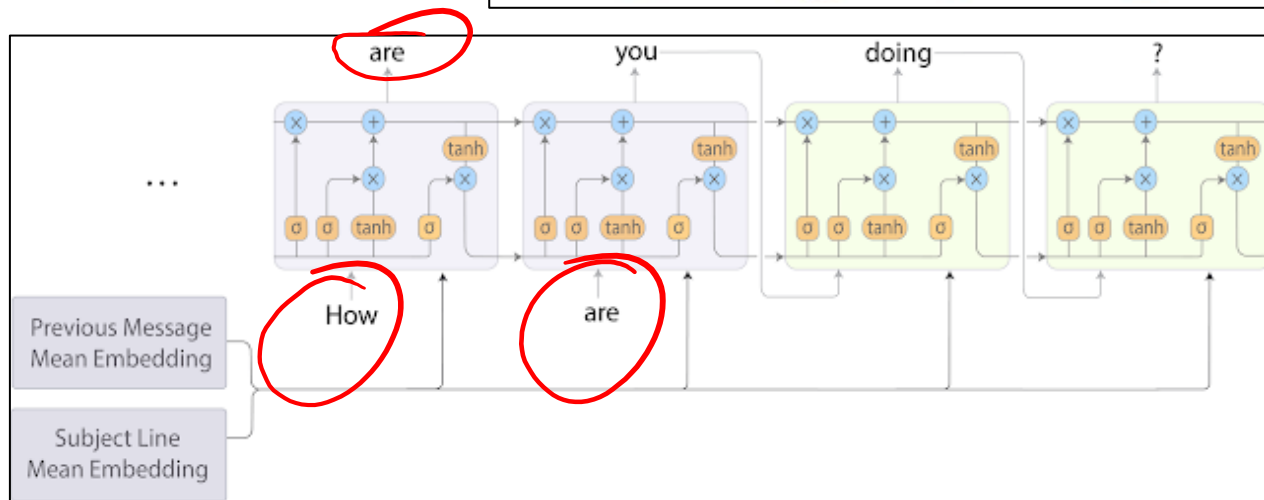 are you doing ?
× + × + × + × +
tanh tanh tanh tanh
... × × × × × × × ×
σ σ tanh σ σ σ tanh σ σ σ tanh σ σ σ tanh σ
How are
Previous Message
Mean Embedding
Subject Line
Mean Embedding